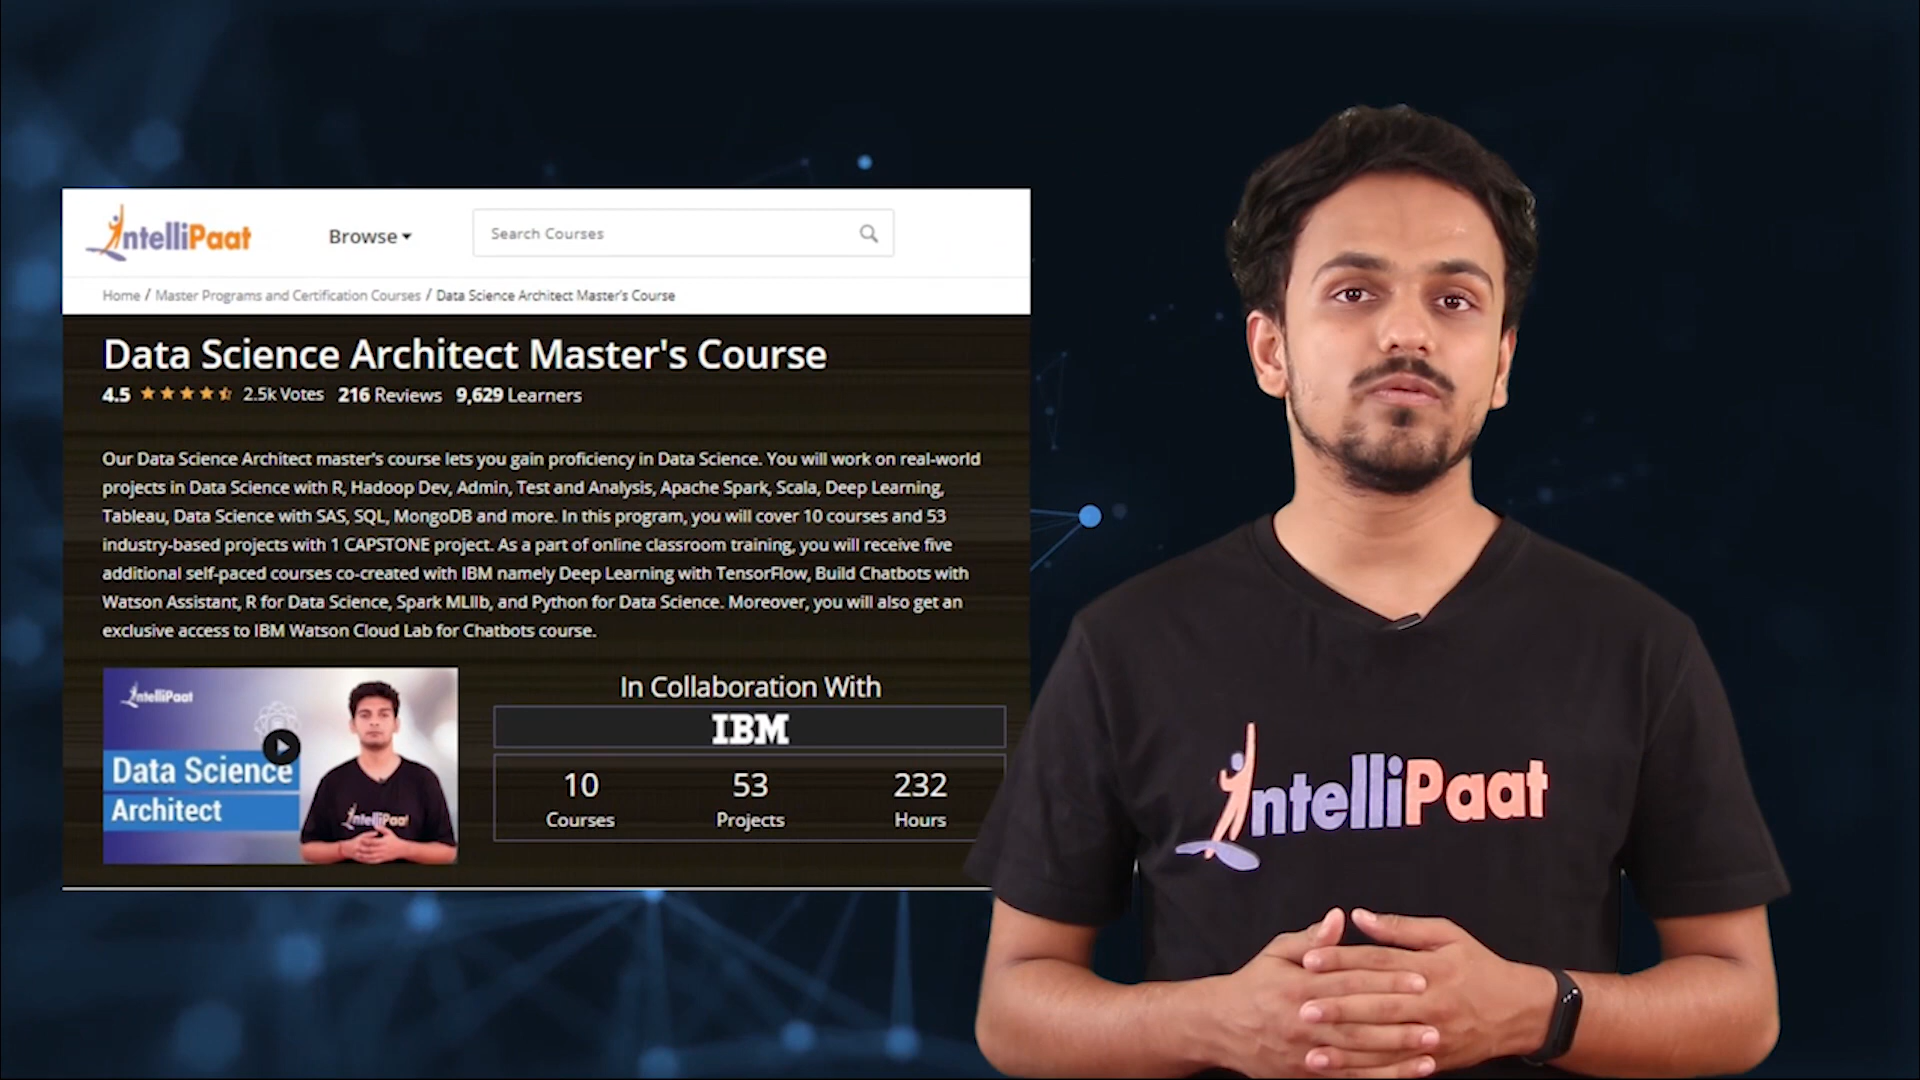 IntelliPaat
Browse
Search Courses
Home / Master Programs and Certification Courses / Data Science Architect Master's Course
Data Science Architect Master's Course
4.5 2.5k Votes 216 Reviews 9,629 Learners
Our Data Science Architect master's course lets you gain proficiency in Data Science. You will work on real-world
projects in Data Science with R, Hadoop Dev, Admin, Test and Analysis, Apache Spark, Scala, Deep Learning,
Tableau, Data Science with SAS, SQL, MongoDB and more. In this program, you will cover 10 courses and 53
industry-based projects with 1 CAPSTONE project. As a part of online classroom training, you will receive five
additional self-paced courses co-created with IBM namely Deep Learning with TensorFlow, Build Chatbots with
Watson Assistant, R for Data Science, Spark MLlIb, and Python for Data Science. Moreover, you will also get an
exclusive access to IBM Watson Cloud Lab for Chatbots course.
IntelliPaat
Data Science
Architect
IntelliPaat
In Collaboration With
IBM
10 53 232
Courses Projects Hours
IntelliPaat